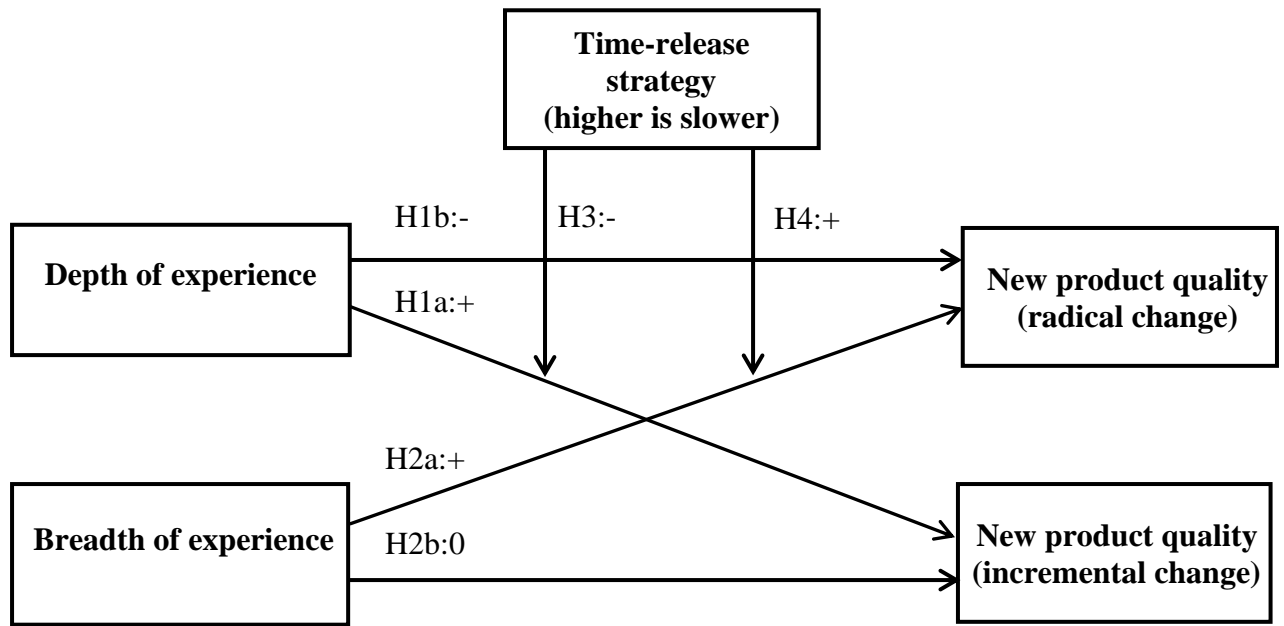 Time-release
strategy
(higher is slower)
H1b:-
H3:-
H4:+
Depth of experience
H1a:+
New product quality
(radical change)
H2a:+
Breadth of experience
H2b:0
New product quality
(incremental change)